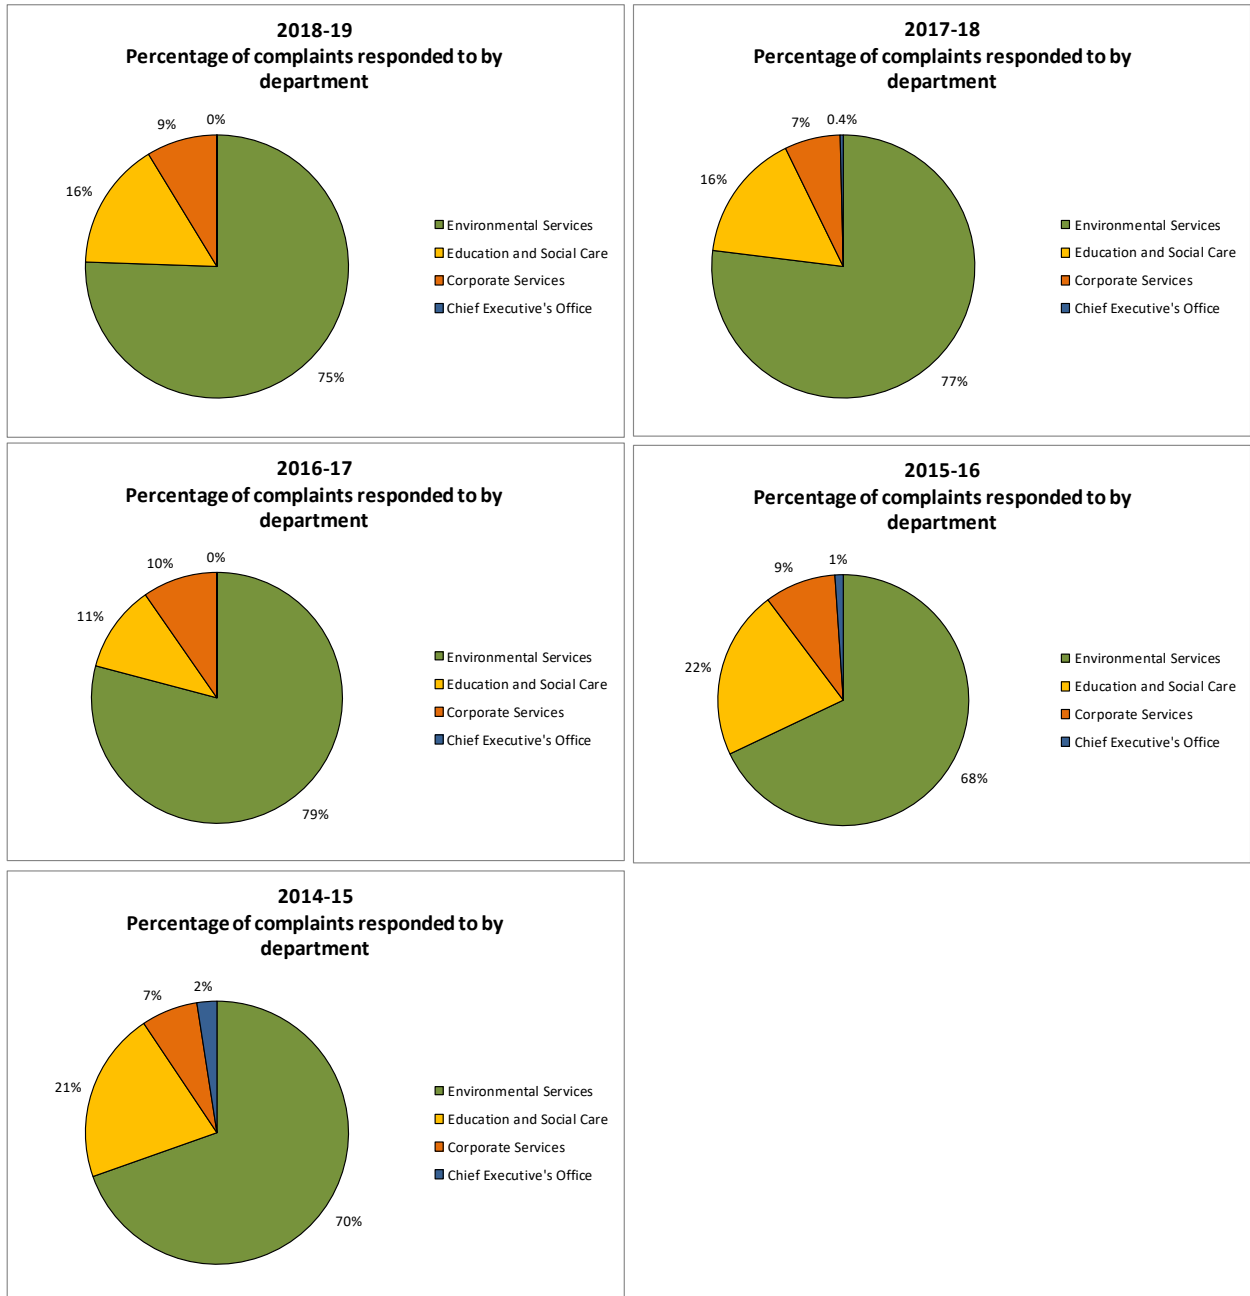 2018-19
Percentage of complaints responded to by
department
9%
0%
16%
75%
Environmental Services
Education and Social Care
Corporate Services
Chief Executive's Office
2017-18
Percentage of complaints responded to by
department
7%
0.4%
16%
77%
Environmental Services
Education and Social Care
Corporate Services
Chief Executive's Office
2016-17
Percentage of complaints responded to by
department
10%
0%
11%
79%
Environmental Services
Education and Social Care
Corporate Services
Chief Executive's Office
2015-16
Percentage of complaints responded to by
department
9%
1%
22%
68%
Environmental Services
Education and Social Care
Corporate Services
Chief Executive's Office
2014-15
Percentage of complaints responded to by
department
7%
2%
21%
70%
Environmental Services
Education and Social Care
Corporate Services
Chief Executive's Office